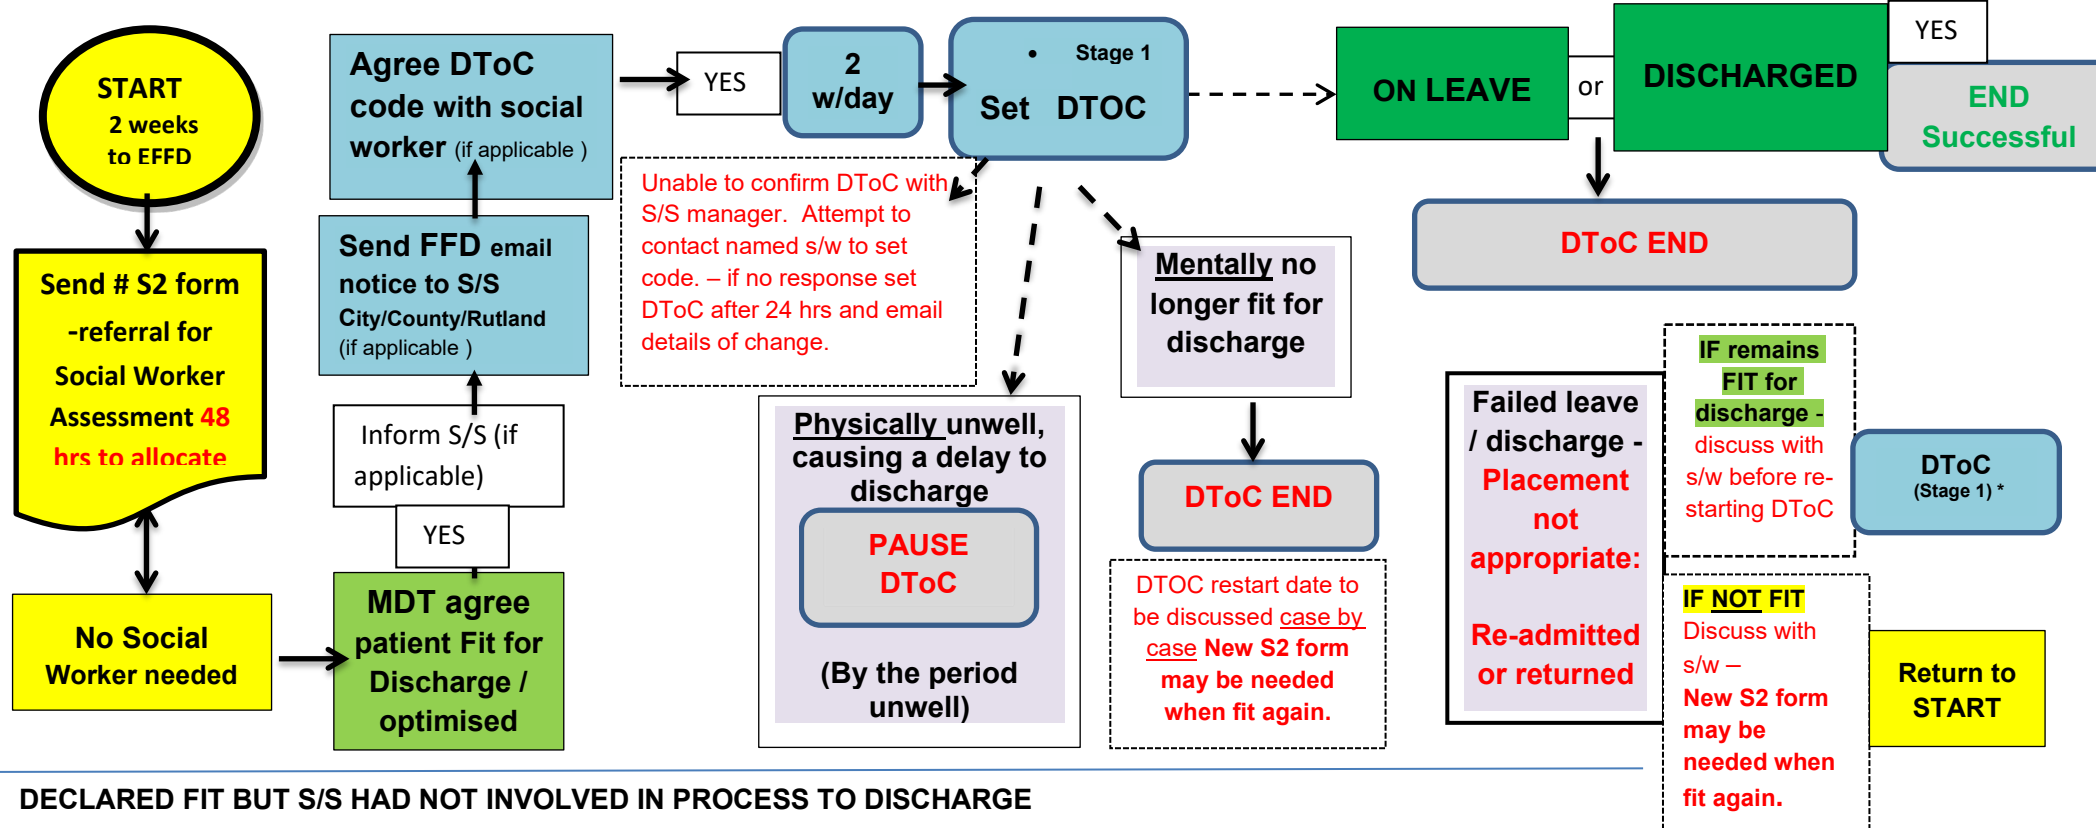 START
2 weeks
to EFFD
Send # S2 form
-referral for
Social Worker
Assessment 48
hrs to allocate
No Social
Worker needed
MDT agree
patient Fit for
Discharge /
optimised
YES
Inform S/S (if
applicable)
Send FFD email
notice to S/S
City/County/Rutland
(if applicable )
Agree DToC
code with social
worker (if applicable )
YES
2
w/day
• Stage 1
Set DTOC
Unable to confirm DToC with
S/S manager. Attempt to
contact named s/w to set
code. – if no response set
DToC after 24 hrs and email
details of change.
Physically unwell,
causing a delay to
discharge
PAUSE
DToC
(By the period
unwell)
Mentally no
longer fit for
discharge
DToC END
DTOC restart date to
be discussed case by
case New S2 form
may be needed
when fit again.
ON LEAVE
or
DISCHARGED
YES
END
Successful
DToC END
Failed leave
/ discharge -
Placement
not
appropriate:
Re-admitted
or returned
IF remains
FIT for
discharge -
discuss with
s/w before re-
starting DToC
DToC
(Stage 1) *
IF NOT FIT
Discuss with
s/w –
New S2 form
may be
needed when
fit again.
Return to
START
DECLARED FIT BUT S/S HAD NOT INVOLVED IN PROCESS TO DISCHARGE